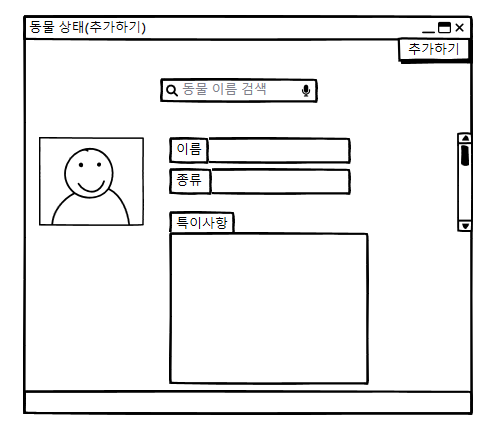 동물 상태(추가하기)
추가하기
동물 이름 검색
이름
종류
특이사항